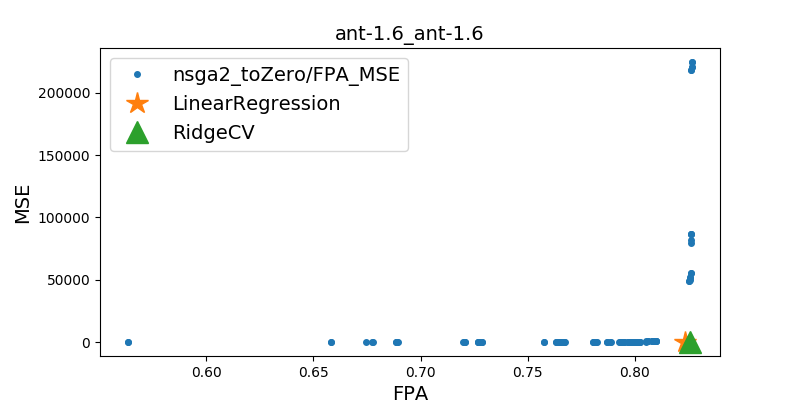 ant-1.6_ant-1.6
nsga2_toZero/FPA_MSE
LinearRegression
RidgeCV
MSE
200000
150000
100000
50000
0
0.60 0.65 0.70 0.75 0.80
FPA